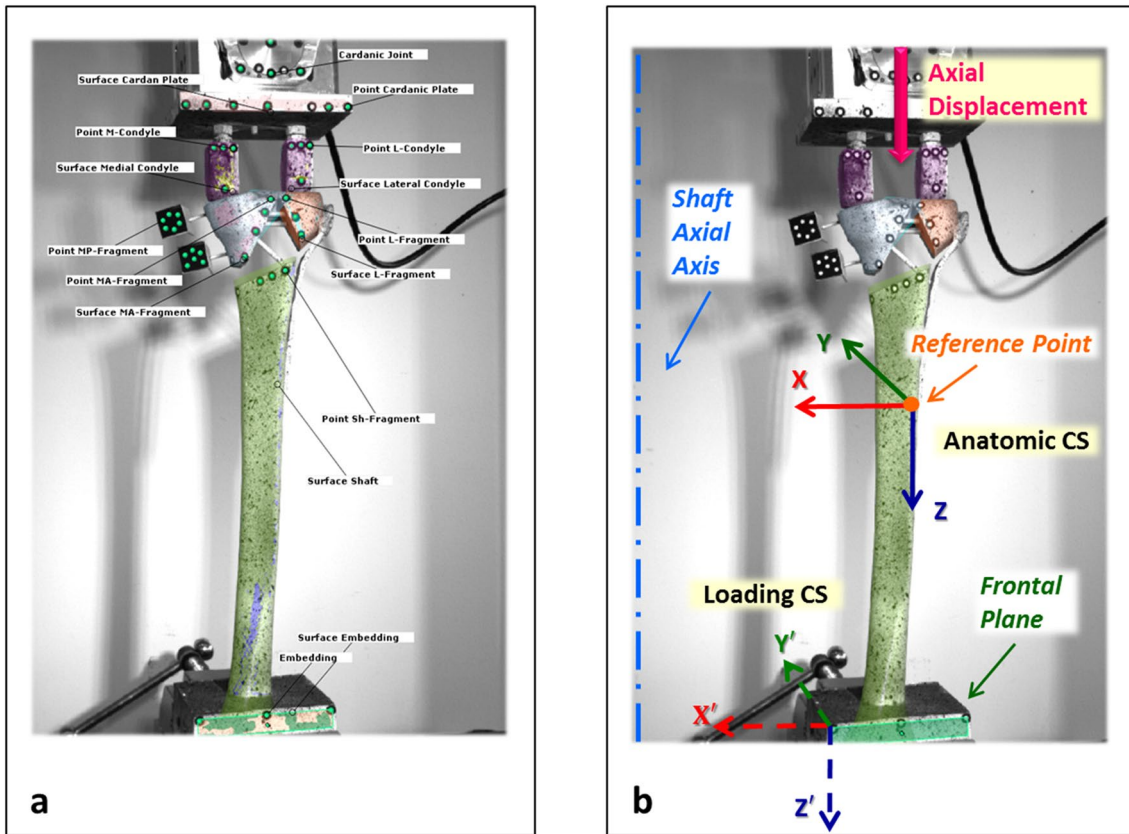 Cardanic Joint
Surface Cardan Plate
Point Cardanic Plate
Point M-Condyle
Point L-Condyle
Surface Medial Condyle
Surface Lateral Condyle
Point MP-Fragment
Point L-Fragment
Point MA-Fragment
Surface L-Fragment
Surface MA-Fragment
Point Sh-Fragment
Surface Shaft
Surface Embedding
Embedding
a
Axial
Displacement
Shaft
Axial
Axis
Y
Reference Point
X
Anatomic CS
Z
Loading CS
Frontal
Plane
Y′
X′
Z′
b